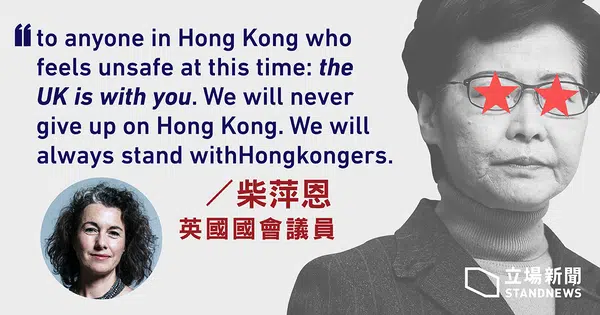 “ to anyone in Hong Kong who
feels unsafe at this time: the
UK is with you. We will never
give up on Hong Kong. We will
always stand withHongkongers.
／柴萍恩
英國國會議員
立場新聞
STANDNEWS